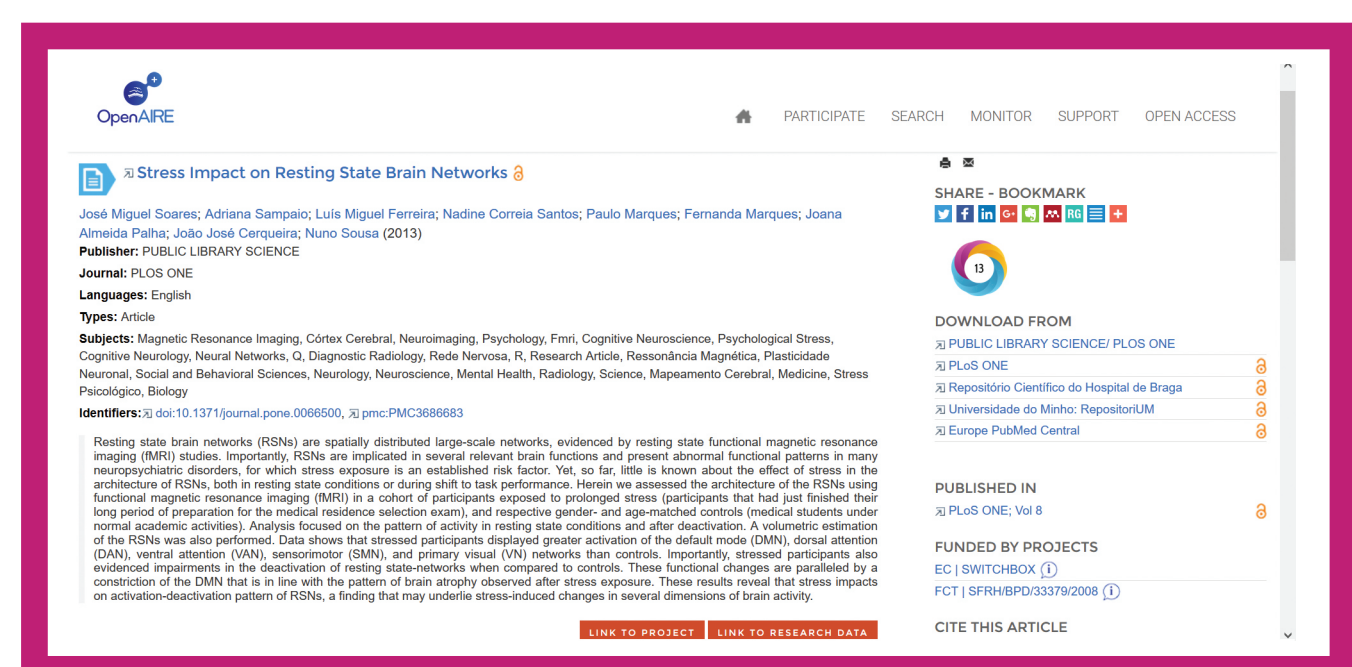 OpenAIRE
PARTICIPATE SEARCH MONITOR SUPPORT OPEN ACCESS
Stress Impact on Resting State Brain Networks
José Miguel Soares; Adriana Sampaio; Luís Miguel Ferreira; Nadine Correia Santos; Paulo Marques; Fernanda Marques; Joana
Almeida Palha; João José Cerqueira; Nuno Sousa (2013)
Publisher: PUBLIC LIBRARY SCIENCE
Journal: PLOS ONE
Languages: English
Types: Article
Subjects: Magnetic Resonance Imaging, Córtex Cerebral, Neuroimaging, Psychology, Fmri, Cognitive Neuroscience, Psychological Stress,
Cognitive Neurology, Neural Networks, Q, Diagnostic Radiology, Rede Nervosa, R, Research Article, Ressonância Magnética, Plasticidade
Neuronal, Social and Behavioral Sciences, Neurology, Neuroscience, Mental Health, Radiology, Science, Mapeamento Cerebral, Medicine, Stress
Psicológico, Biology
Identifiers: doi:10.1371/journal.pone.0066500, pmc:PMC3686683
Resting state brain networks (RSNs) are spatially distributed large-scale networks, evidenced by resting state functional magnetic resonance
imaging (fMRI) studies. Importantly, RSNs are implicated in several relevant brain functions and present abnormal functional patterns in many
neuropsychiatric disorders, for which stress exposure is an established risk factor. Yet, so far, little is known about the effect of stress in the
architecture of RSNs, both in resting state conditions or during shift to task performance. Herein we assessed the architecture of the RSNs using
functional magnetic resonance imaging (fMRI) in a cohort of participants exposed to prolonged stress (participants that had just finished their
long period of preparation for the medical residence selection exam), and respective gender- and age-matched controls (medical students under
normal academic activities). Analysis focused on the pattern of activity in resting state conditions and after deactivation. A volumetric estimation
of the RSNs was also performed. Data shows that stressed participants displayed greater activation of the default mode (DMN), dorsal attention
(DAN), ventral attention (VAN), sensorimotor (SMN), and primary visual (VN) networks than controls. Importantly, stressed participants also
evidenced impairments in the deactivation of resting state-networks when compared to controls. These functional changes are paralleled by a
constriction of the DMN that is in line with the pattern of brain atrophy observed after stress exposure. These results reveal that stress impacts
on activation-deactivation pattern of RSNs, a finding that may underlie stress-induced changes in several dimensions of brain activity.
LINK TO PROJECT LINK TO RESEARCH DATA
SHARE - BOOKMARK
f in G+ RG +
13
DOWNLOAD FROM
PUBLIC LIBRARY SCIENCE/ PLOS ONE
PLoS ONE
Repositório Científico do Hospital de Braga
Universidade do Minho: RepositoriUM
Europe PubMed Central
PUBLISHED IN
PLoS ONE; Vol 8
FUNDED BY PROJECTS
EC | SWITCHBOX i
FCT | SFRH/BPD/33379/2008 i
CITE THIS ARTICLE